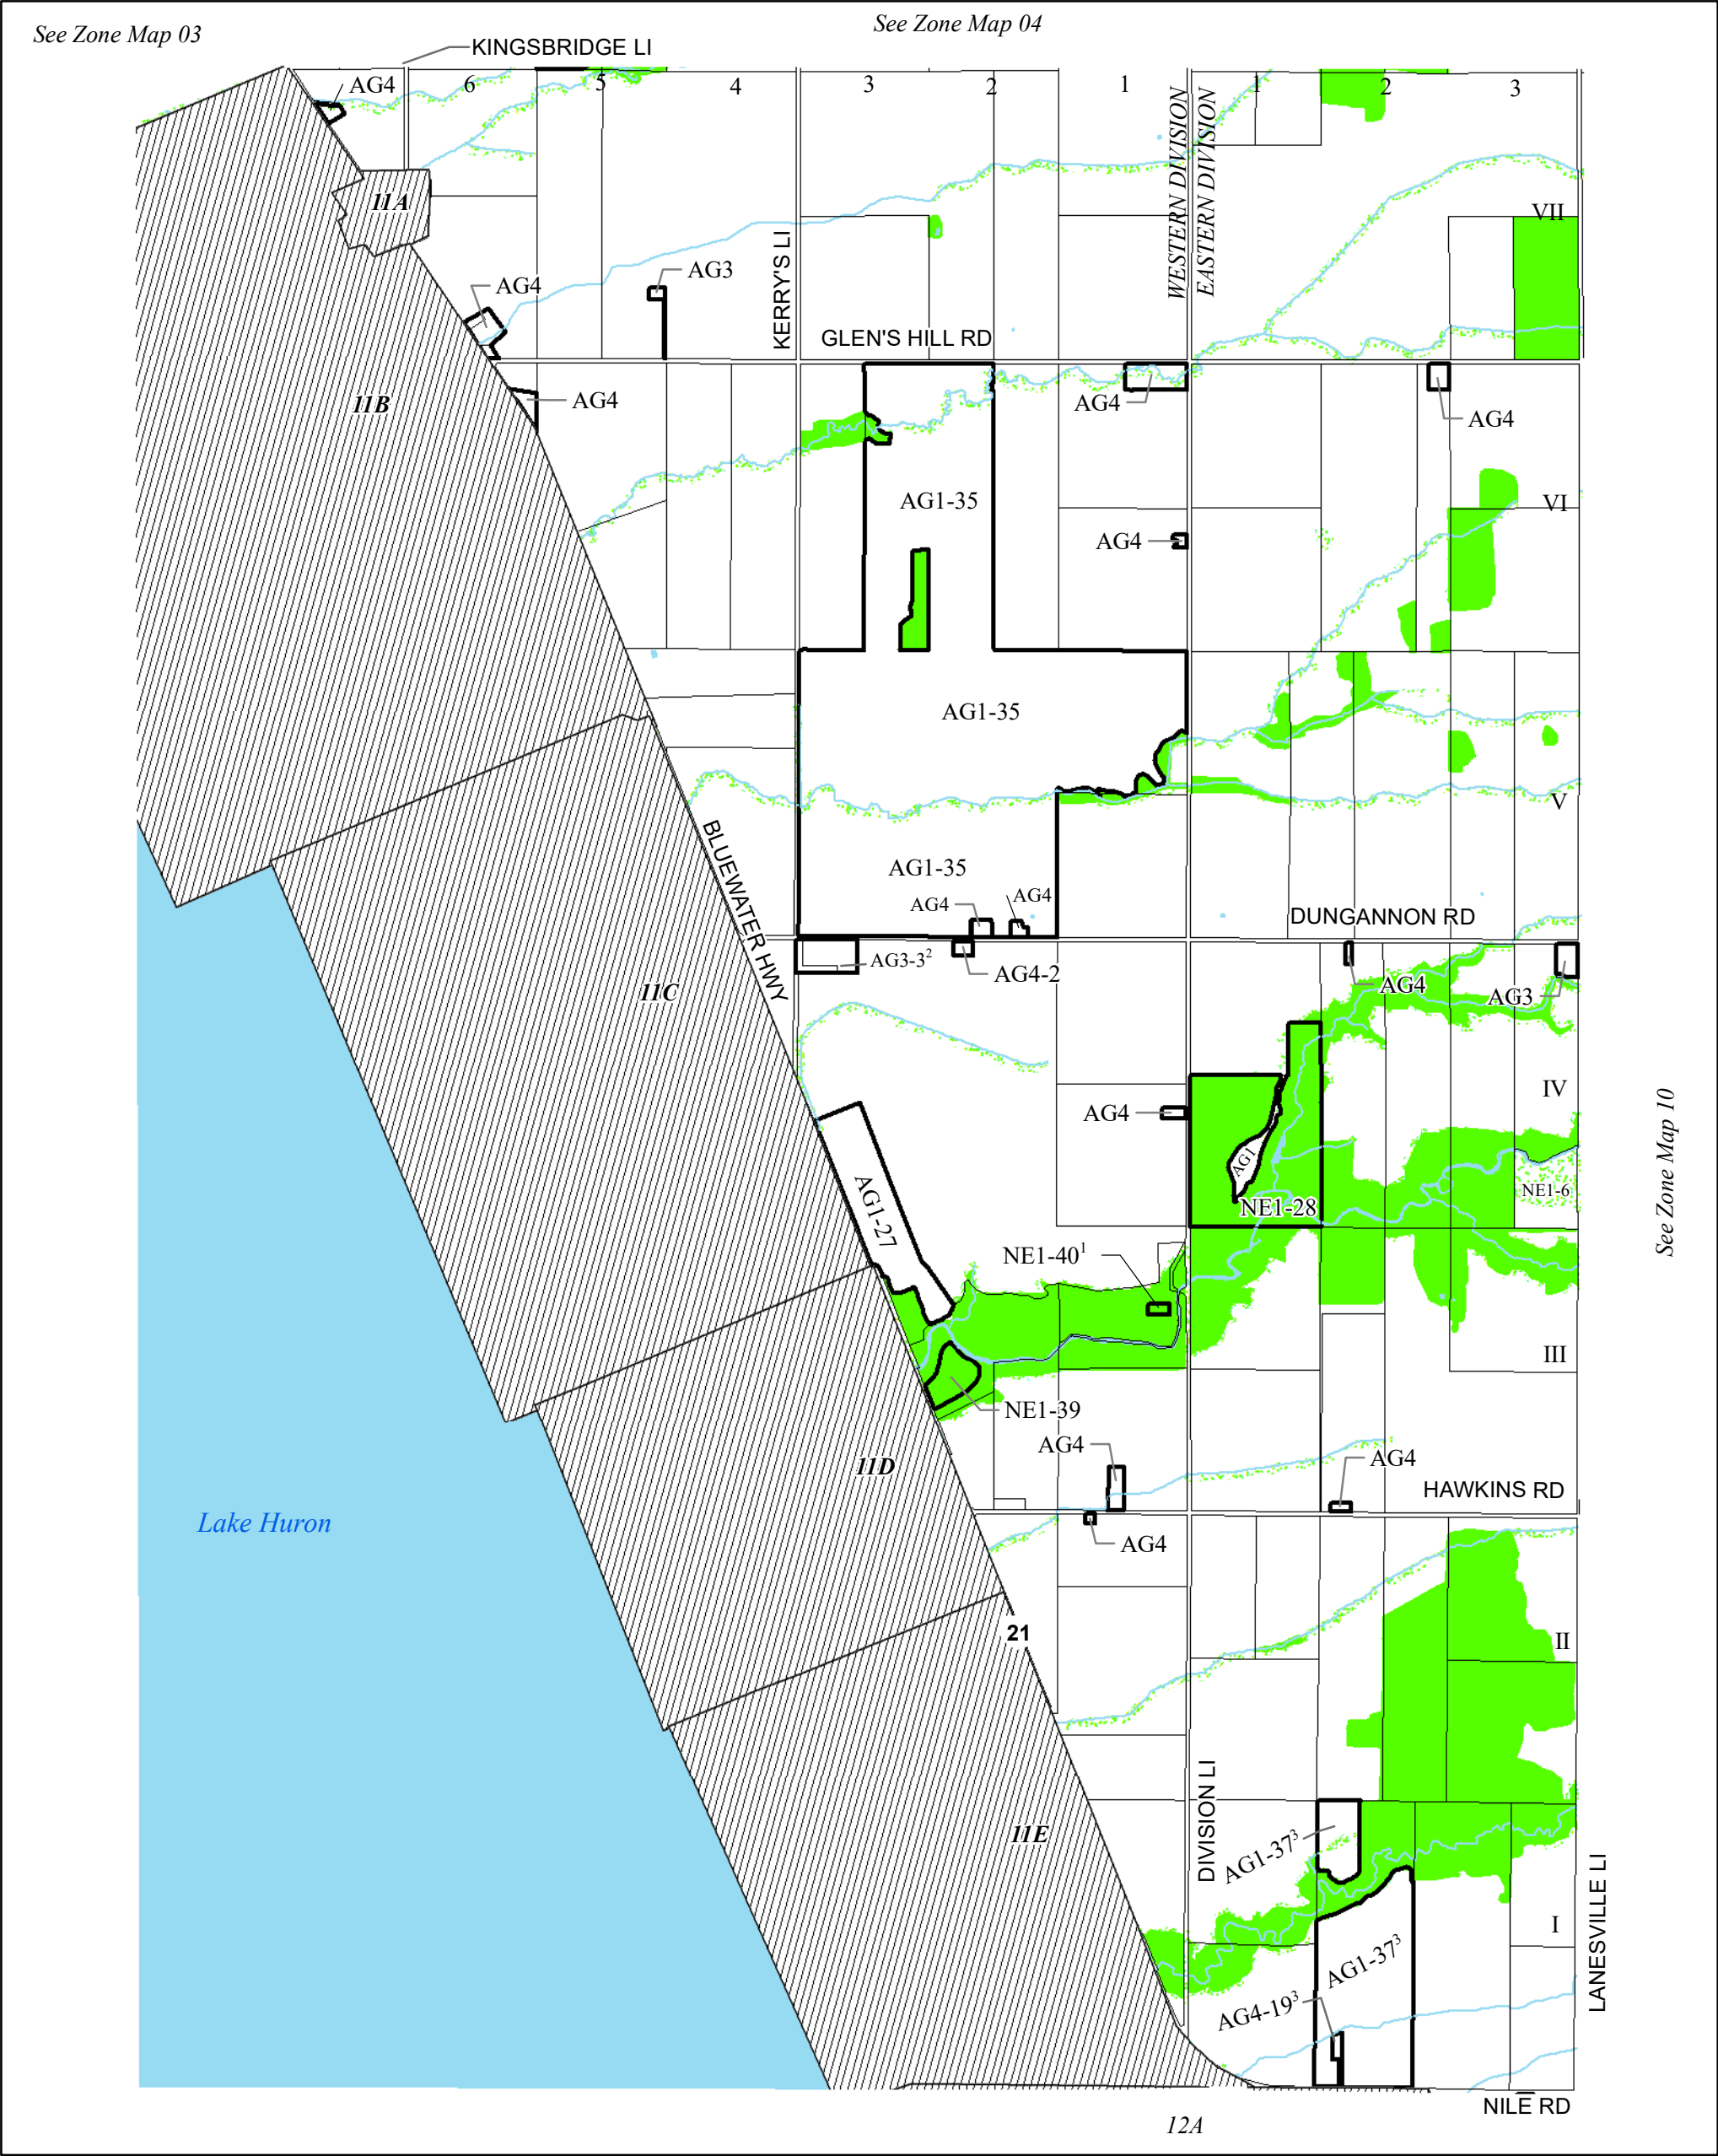 See Zone Map 03
See Zone Map 04
KINGSBRIDGE LI
AG4
6
5
4
3
2
1
1
2
3
WESTERN DIVISION
EASTERN DIVISION
11A
VII
KERRY'S LI
AG3
AG4
GLEN'S HILL RD
11B
AG4
AG4
AG4
AG1-35
VI
AG4
AG1-35
V
BLUEWATER HWY
AG1-35
AG4
AG4
DUNGANNON RD
AG3-3²
AG4-2
AG4
AG3
11C
IV
AG4
See Zone Map 10
AG1
NE1-6
NE1-28
AG1-27
NE1-40¹
III
NE1-39
AG4
AG4
11D
HAWKINS RD
Lake Huron
AG4
21
II
DIVISION LI
11E
AG1-37³
LANESVILLE LI
I
AG1-37³
AG4-19³
NILE RD
12A